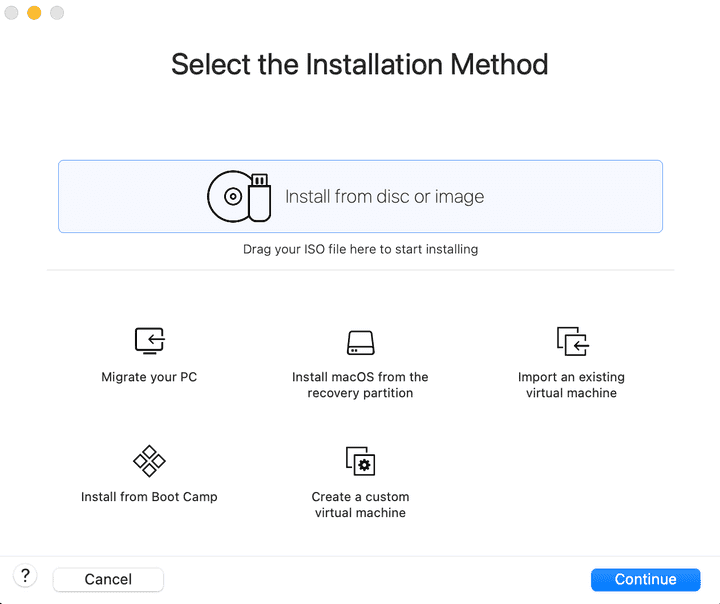 Select the Installation Method
Install from disc or image
Drag your ISO file here to start installing
Migrate your PC
Install macOS from the
recovery partition
Import an existing
virtual machine
Install from Boot Camp
Create a custom
virtual machine
?
Cancel
Continue